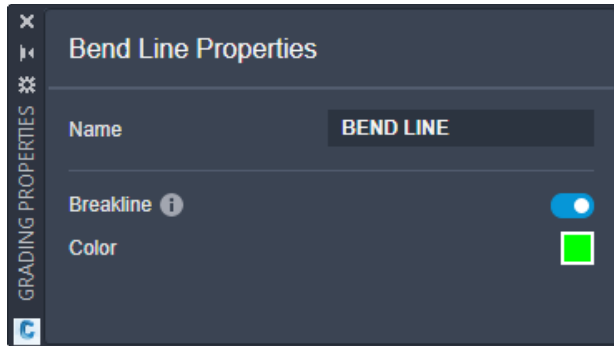 Bend Line Properties
Name BEND LINE
Breakline
Color
GRADING PROPERTIES
C